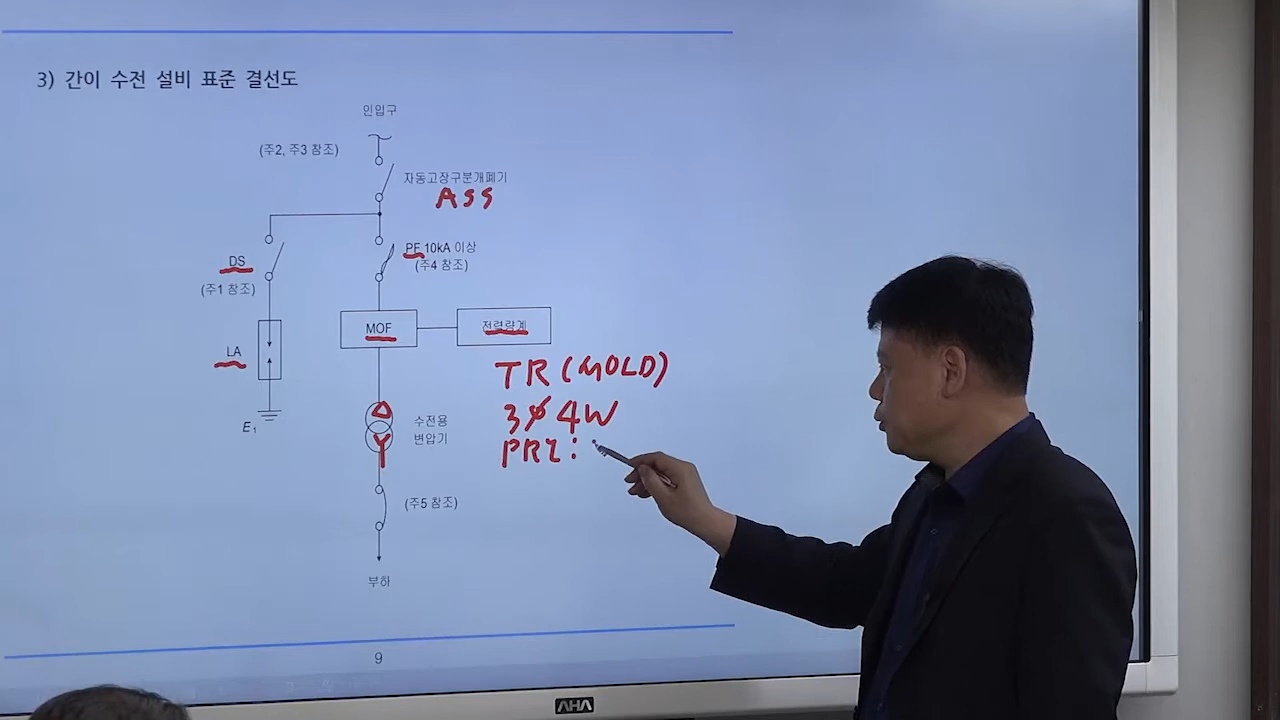 3) 간이 수전 설비 표준 결선도
인입구
(주2, 주3 참조)
자동고장구분개폐기
ASS
DS
(주1 참조)
PF 10kA 이상
(주4 참조)
MOF
전력량계
LA
TR (MOLD)
3Ø 4W
PRI :
E1
Δ
Y
수전용
변압기
(주5 참조)
부하
9
AHA